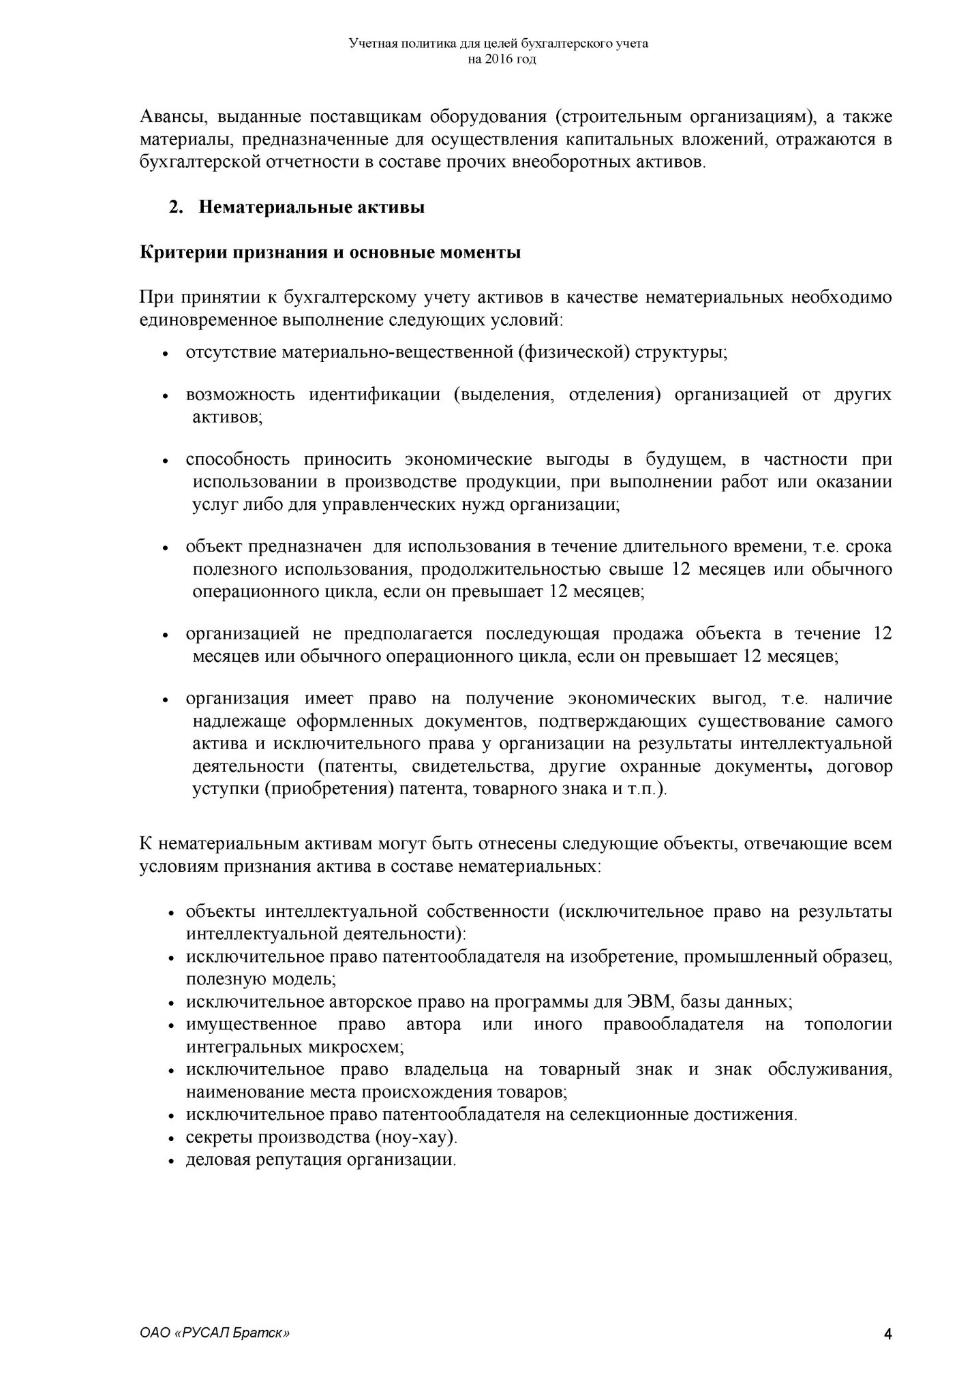 Учетная политика для целей бухгалтерского учета
на 2016 год
Авансы, выданные поставщикам оборудования (строительным организациям), а также
материалы, предназначенные для осуществления капитальных вложений, отражаются в
бухгалтерской отчетности в составе прочих внеоборотных активов.
2. Нематериальные активы
Критерии признания и основные моменты
При принятии к бухгалтерскому учету активов в качестве нематериальных необходимо
единовременное выполнение следующих условий:
• отсутствие материально-вещественной (физической) структуры;
• возможность идентификации (выделения, отделения) организацией от других
активов;
• способность приносить экономические выгоды в будущем, в частности при
использовании в производстве продукции, при выполнении работ или оказании
услуг либо для управленческих нужд организации;
• объект предназначен для использования в течение длительного времени, т.е. срока
полезного использования, продолжительностью свыше 12 месяцев или обычного
операционного цикла, если он превышает 12 месяцев;
• организацией не предполагается последующая продажа объекта в течение 12
месяцев или обычного операционного цикла, если он превышает 12 месяцев;
• организация имеет право на получение экономических выгод, т.е. наличие
надлежаще оформленных документов, подтверждающих существование самого
актива и исключительного права у организации на результаты интеллектуальной
деятельности (патенты, свидетельства, другие охранные документы, договор
уступки (приобретения) патента, товарного знака и т.п.).
К нематериальным активам могут быть отнесены следующие объекты, отвечающие всем
условиям признания актива в составе нематериальных:
• объекты интеллектуальной собственности (исключительное право на результаты
интеллектуальной деятельности):
• исключительное право патентообладателя на изобретение, промышленный образец,
полезную модель;
• исключительное авторское право на программы для ЭВМ, базы данных;
• имущественное право автора или иного правообладателя на топологии
интегральных микросхем;
• исключительное право владельца на товарный знак и знак обслуживания,
наименование места происхождения товаров;
• исключительное право патентообладателя на селекционные достижения.
• секреты производства (ноу-хау).
• деловая репутация организации.
ОАО «РУСАЛ Братск»
4